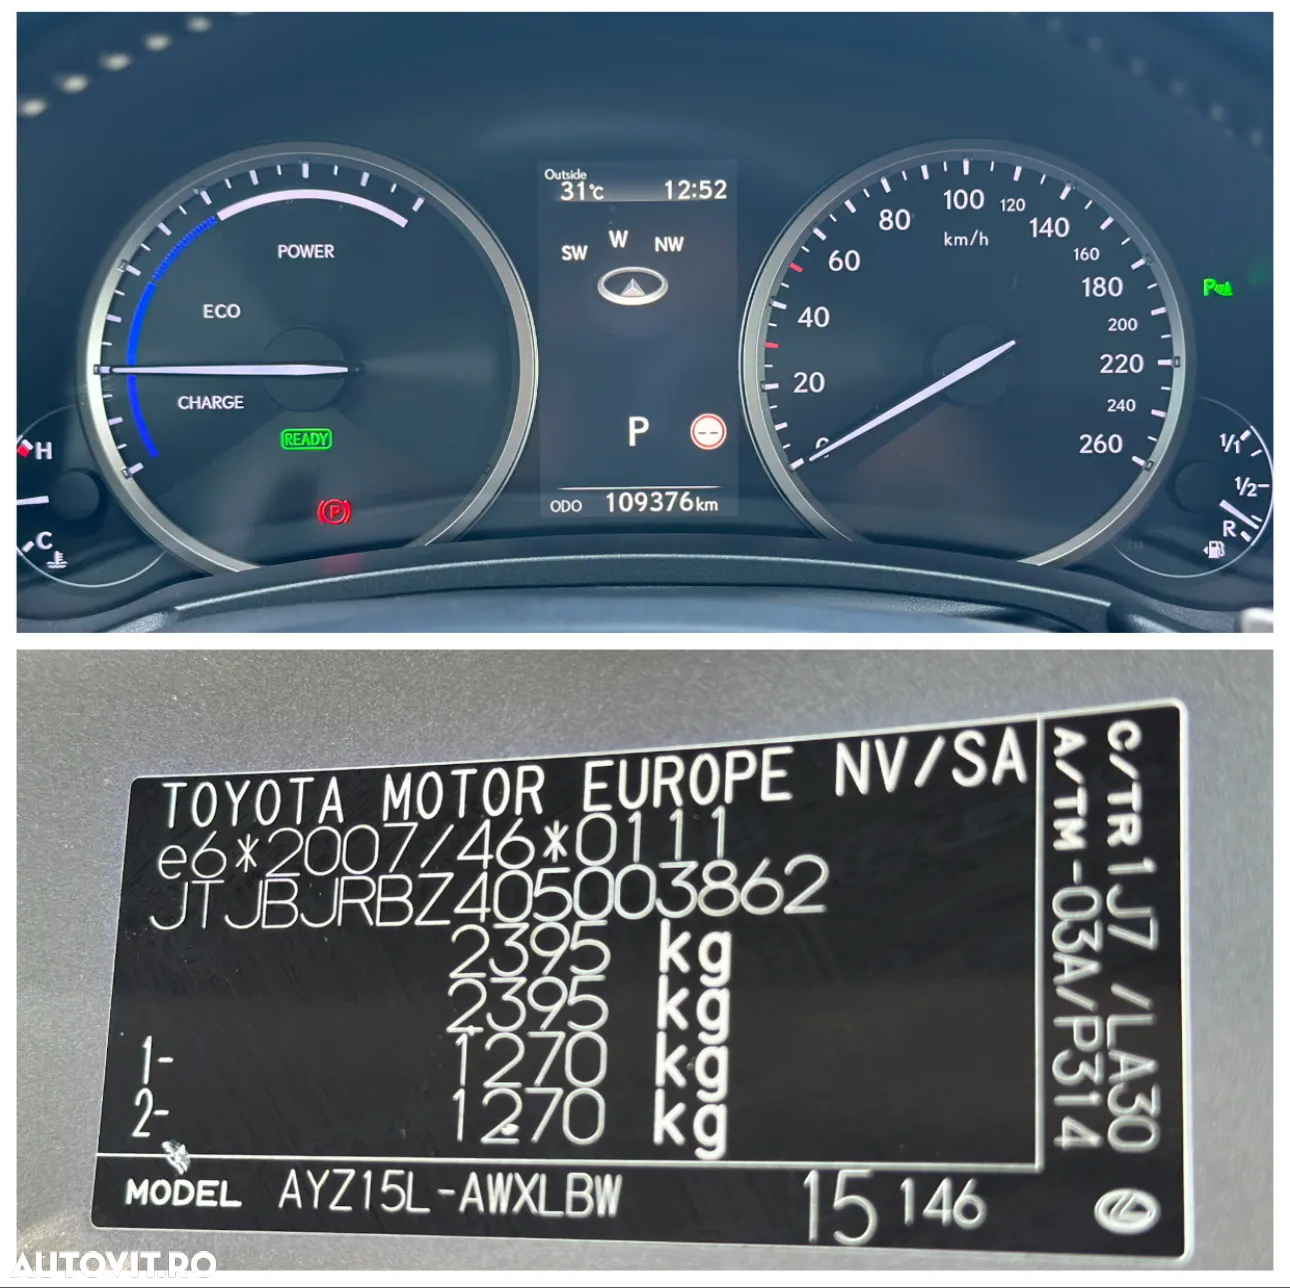 Outside
31°C 12:52
SW W NW
POWER
ECO
CHARGE
READY
P
P
ODO 109376 km
H
C
0
20
40
60
80
100
120
140
160
180
200
220
240
260
km/h
P
1/1
1/2
R
TOYOTA MOTOR EUROPE NV/SA
e6*2007/46*0111
JTJBJRBZ405003862
2395 kg
2395 kg
1- 1270 kg
2- 1270 kg
MODEL AYZ15L-AWXLBW 15 146
C/TR 1J7 /LA30
A/TM -03A/P314
AUTOVIT.RO